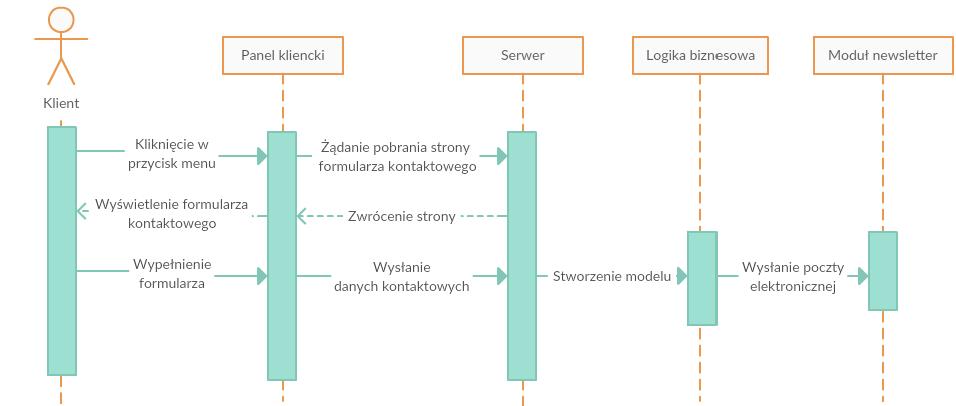 Panel kliencki
Serwer
Logika biznesowa
Moduł newsletter
Klient
Kliknięcie w
przycisk menu
Żądanie pobrania strony
formularza kontaktowego
Wyświetlenie formularza
kontaktowego
Zwrócenie strony
Wypełnienie
formularza
Wysłanie
danych kontaktowych
Stworzenie modelu
Wysłanie poczty
elektronicznej